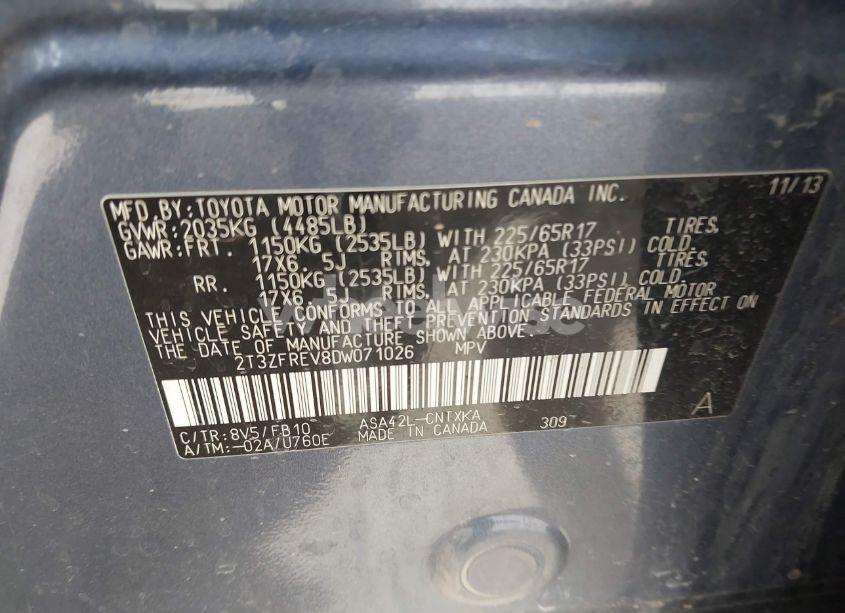 MFD. BY: TOYOTA MOTOR MANUFACTURING CANADA INC. 11/13
GVWR: 2035KG (4485LB)
GAWR: FRT. 1150KG (2535LB) WITH 225/65R17 TIRES,
17X6. 5J RIMS, AT 230KPA (33PSI) COLD
RR. 1150KG (2535LB) WITH 225/65R17 TIRES,
17X6. 5J RIMS, AT 230KPA (33PSI) COLD
THIS VEHICLE CONFORMS TO ALL APPLICABLE FEDERAL MOTOR
VEHICLE SAFETY AND THEFT PREVENTION STANDARDS IN EFFECT ON
THE DATE OF MANUFACTURE SHOWN ABOVE.
2T3ZFREV8DW071026 MPV
A
C/TR: 8V5/FB10 ASA42L-CNTXKA 309
A/TM: -02A/U760E MADE IN CANADA